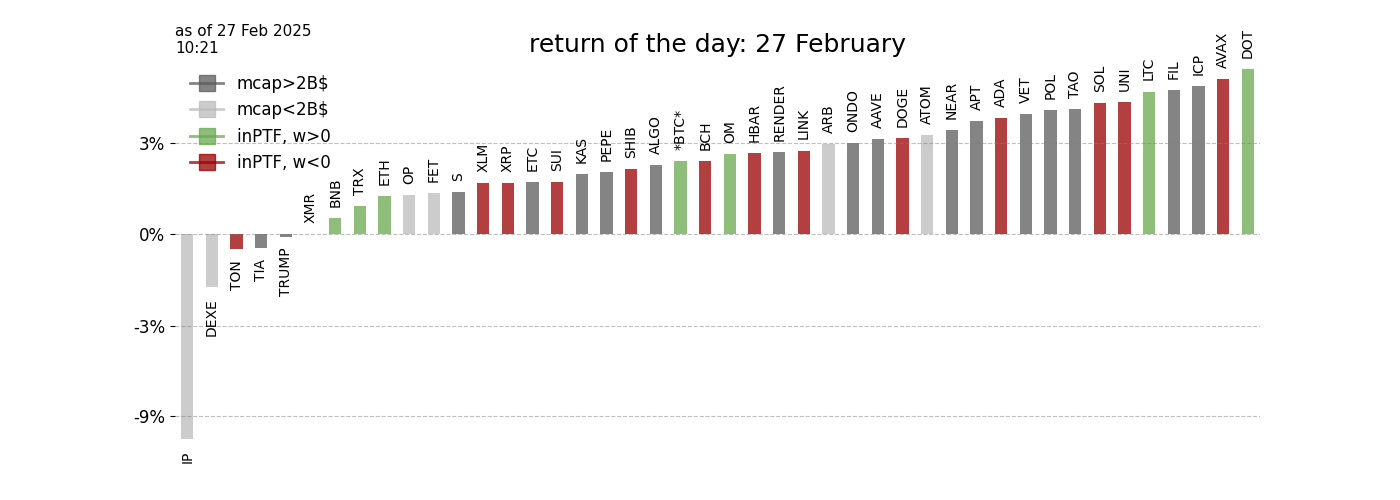 as of 27 Feb 2025
10:21
return of the day: 27 February
mcap>2B$
mcap<2B$
inPTF, w>0
inPTF, w<0
3%
0%
-3%
-9%
IP
DEXE
TON
TIA
TRUMP
XMR
BNB
TRX
ETH
OP
FET
S
XLM
XRP
ETC
SUI
KAS
PEPE
SHIB
ALGO
*BTC*
BCH
OM
HBAR
RENDER
LINK
ARB
ONDO
AAVE
DOGE
ATOM
NEAR
APT
ADA
VET
POL
TAO
SOL
UNI
LTC
FIL
ICP
AVAX
DOT